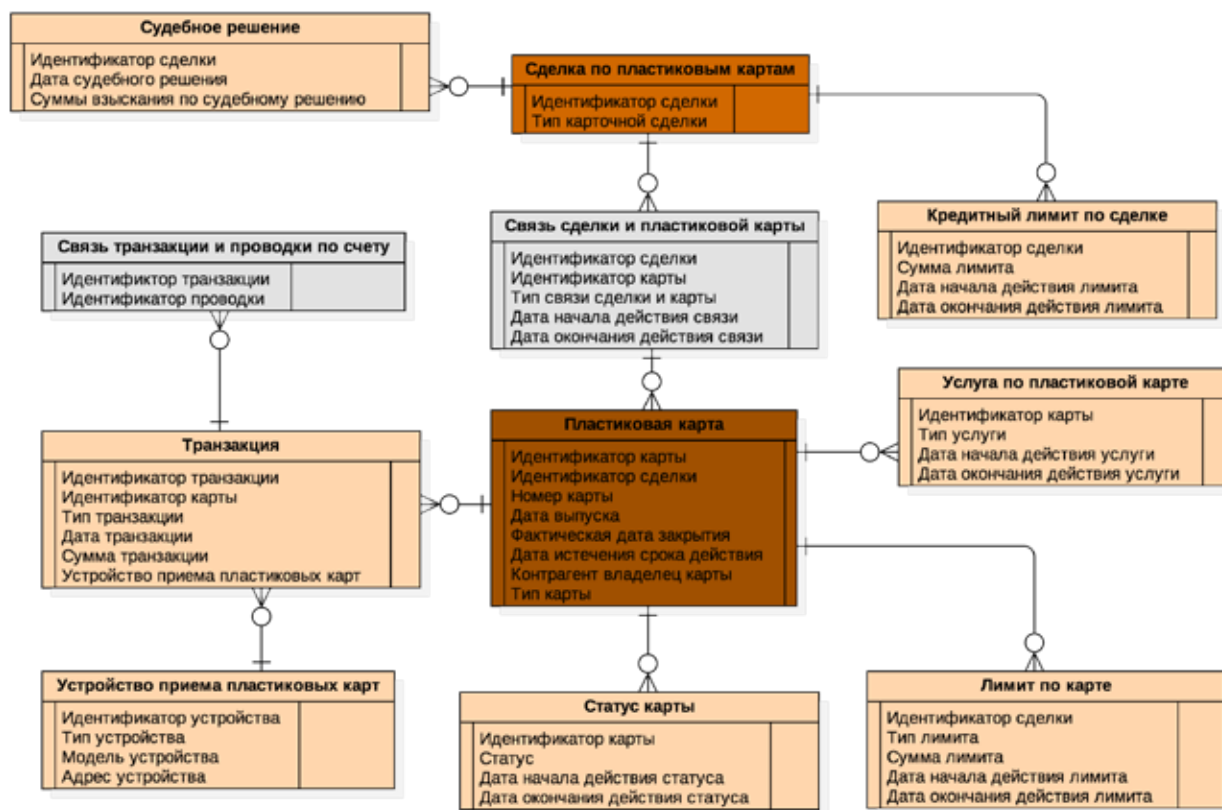 Судебное решение
Идентификатор сделки
Дата судебного решения
Суммы взыскания по судебному решению
Сделка по пластиковым картам
Идентификатор сделки
Тип карточной сделки
Связь транзакции и проводки по счету
Идентификтор транзакции
Идентификатор проводки
Связь сделки и пластиковой карты
Идентификатор сделки
Идентификатор карты
Тип связи сделки и карты
Дата начала действия связи
Дата окончания действия связи
Кредитный лимит по сделке
Идентификатор сделки
Сумма лимита
Дата начала действия лимита
Дата окончания действия лимита
Транзакция
Идентификатор транзакции
Идентификатор карты
Тип транзакции
Дата транзакции
Сумма транзакции
Устройство приема пластиковых карт
Пластиковая карта
Идентификатор карты
Идентификатор сделки
Номер карты
Дата выпуска
Фактическая дата закрытия
Дата истечения срока действия
Контрагент владелец карты
Тип карты
Услуга по пластиковой карте
Идентификатор карты
Тип услуги
Дата начала действия услуги
Дата окончания действия услуги
Устройство приема пластиковых карт
Идентификатор устройства
Тип устройства
Модель устройства
Адрес устройства
Статус карты
Идентификатор карты
Статус
Дата начала действия статуса
Дата окончания действия статуса
Лимит по карте
Идентификатор сделки
Тип лимита
Сумма лимита
Дата начала действия лимита
Дата окончания действия лимита